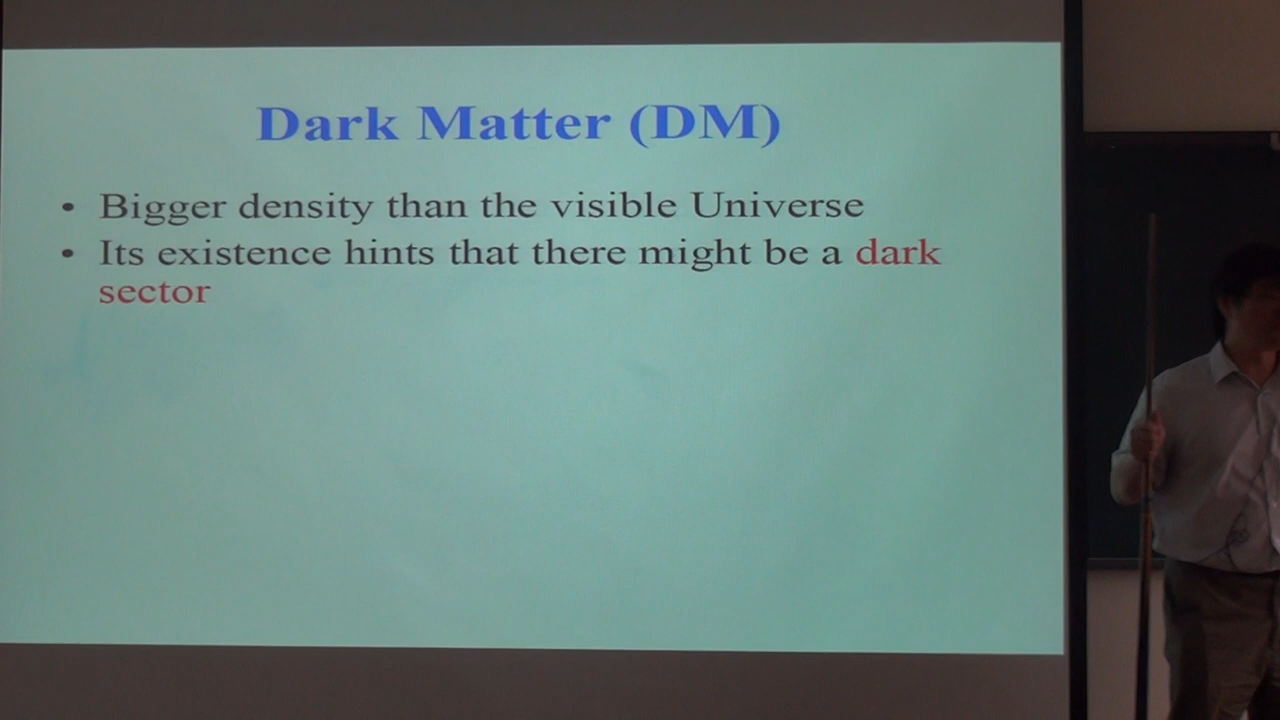 Dark Matter (DM)
• Bigger density than the visible Universe
• Its existence hints that there might be a dark
sector